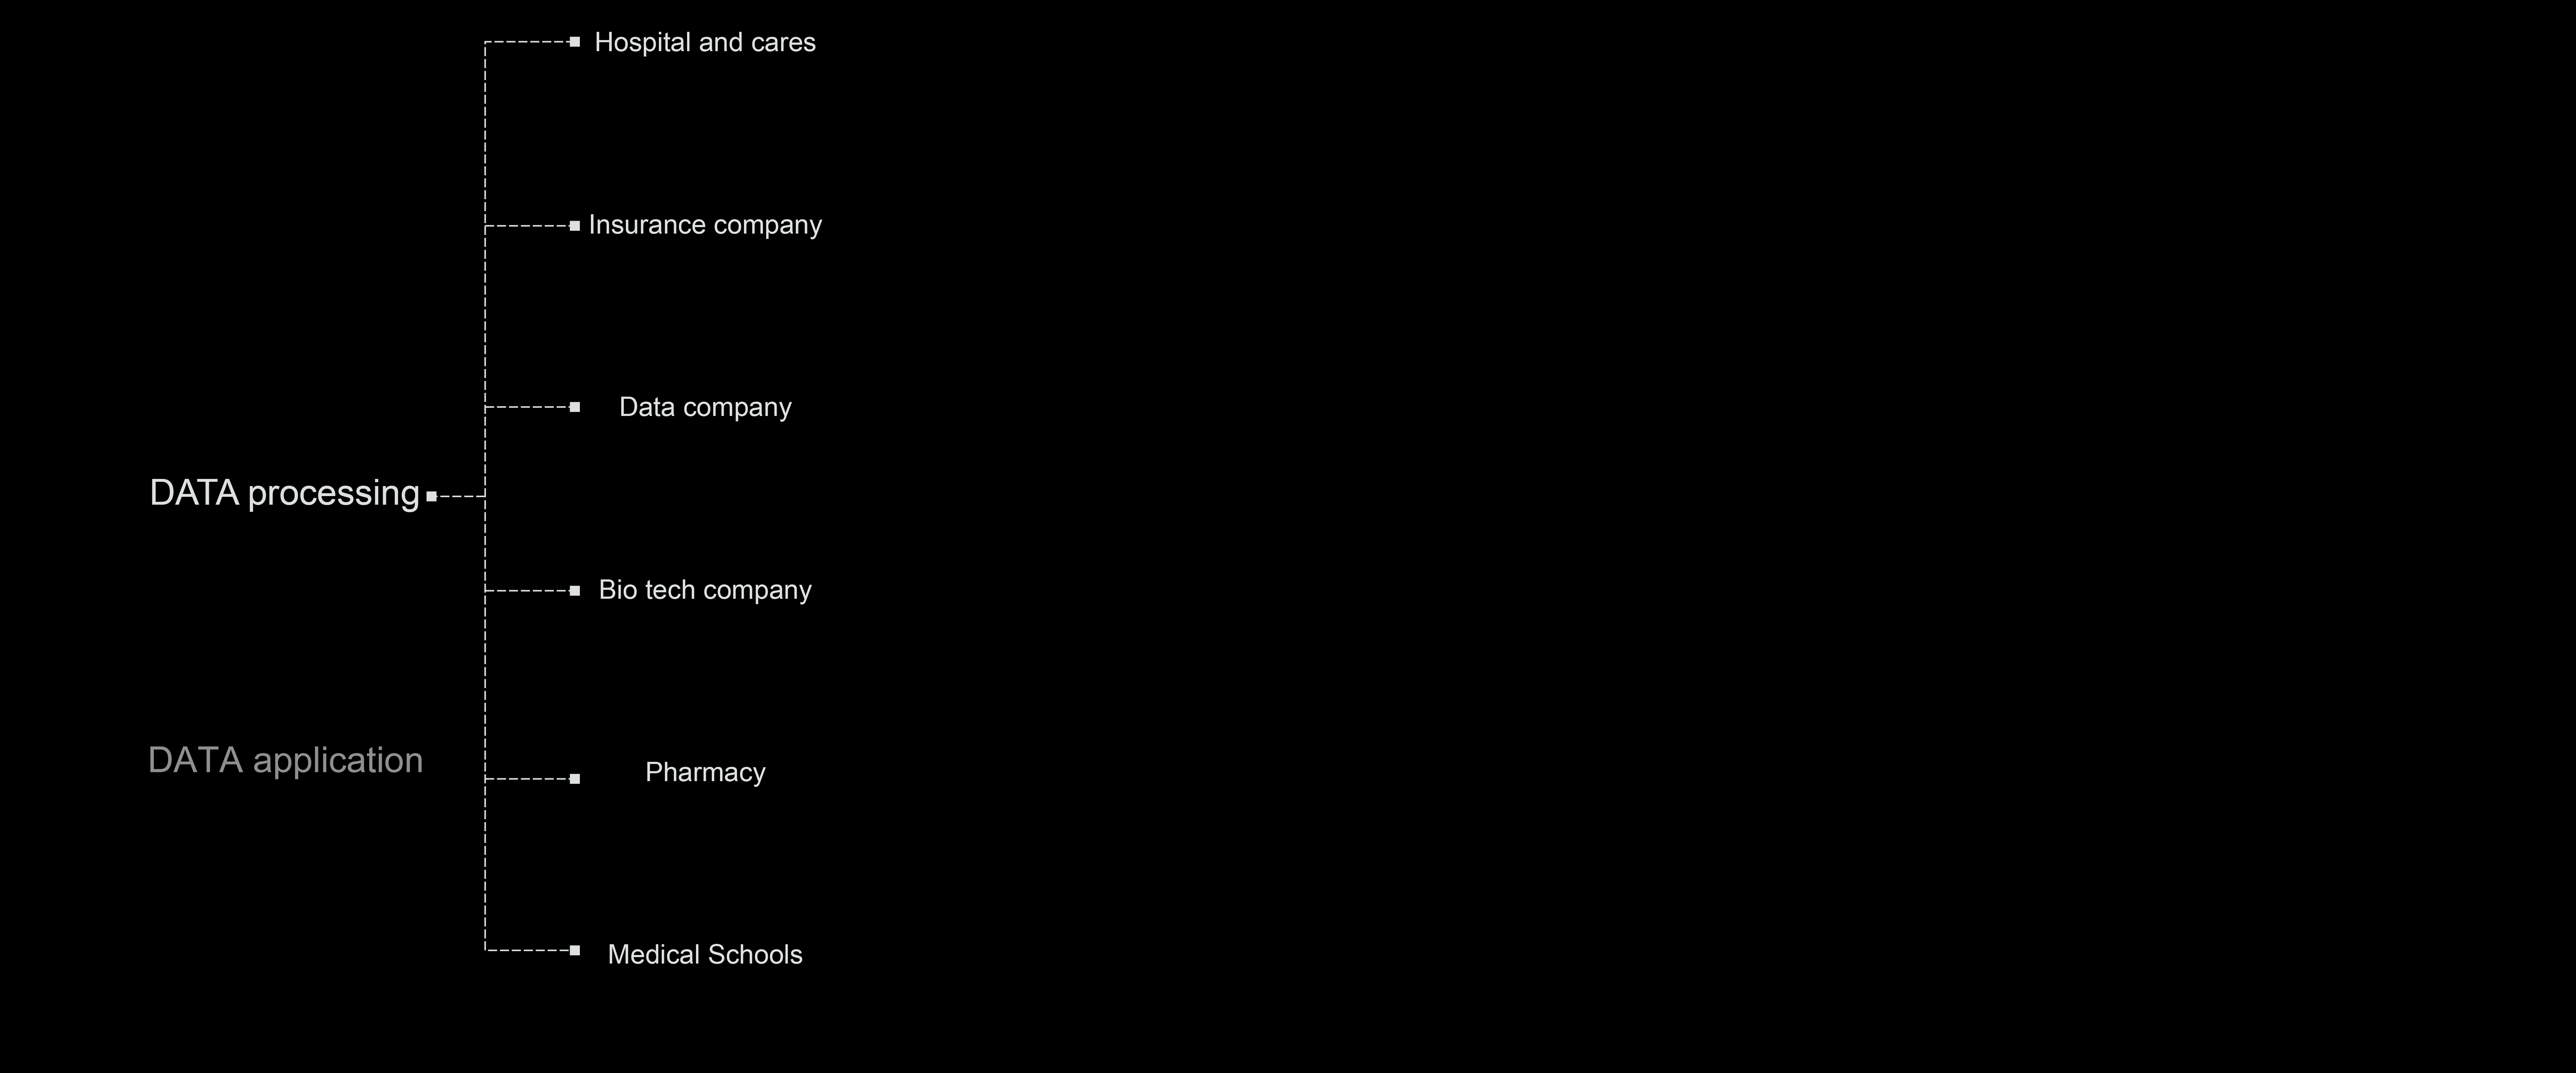 Hospital and cares
Insurance company
Data company
DATA processing
Bio tech company
DATA application
Pharmacy
Medical Schools